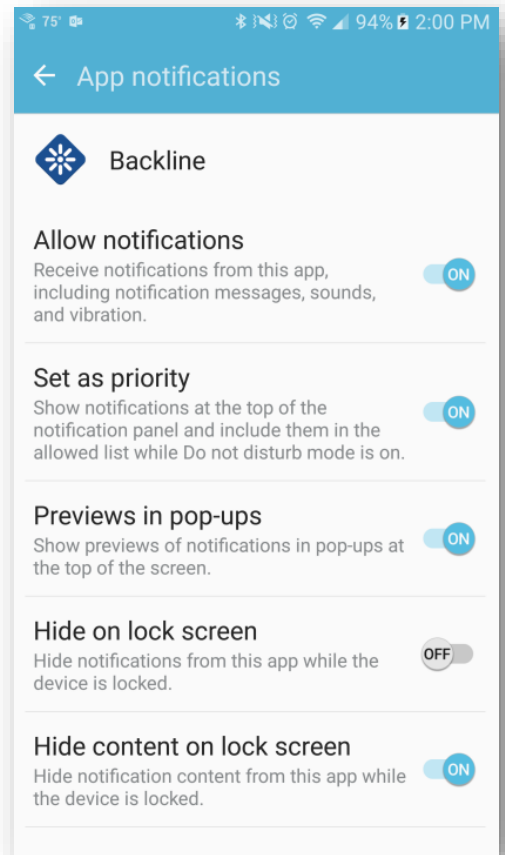 75° 94% 2:00 PM
App notifications
Backline
Allow notifications
Receive notifications from this app,
including notification messages, sounds,
and vibration.
ON
Set as priority
Show notifications at the top of the
notification panel and include them in the
allowed list while Do not disturb mode is on.
ON
Previews in pop-ups
Show previews of notifications in pop-ups at
the top of the screen.
ON
Hide on lock screen
Hide notifications from this app while the
device is locked.
OFF
Hide content on lock screen
Hide notification content from this app while
the device is locked.
ON